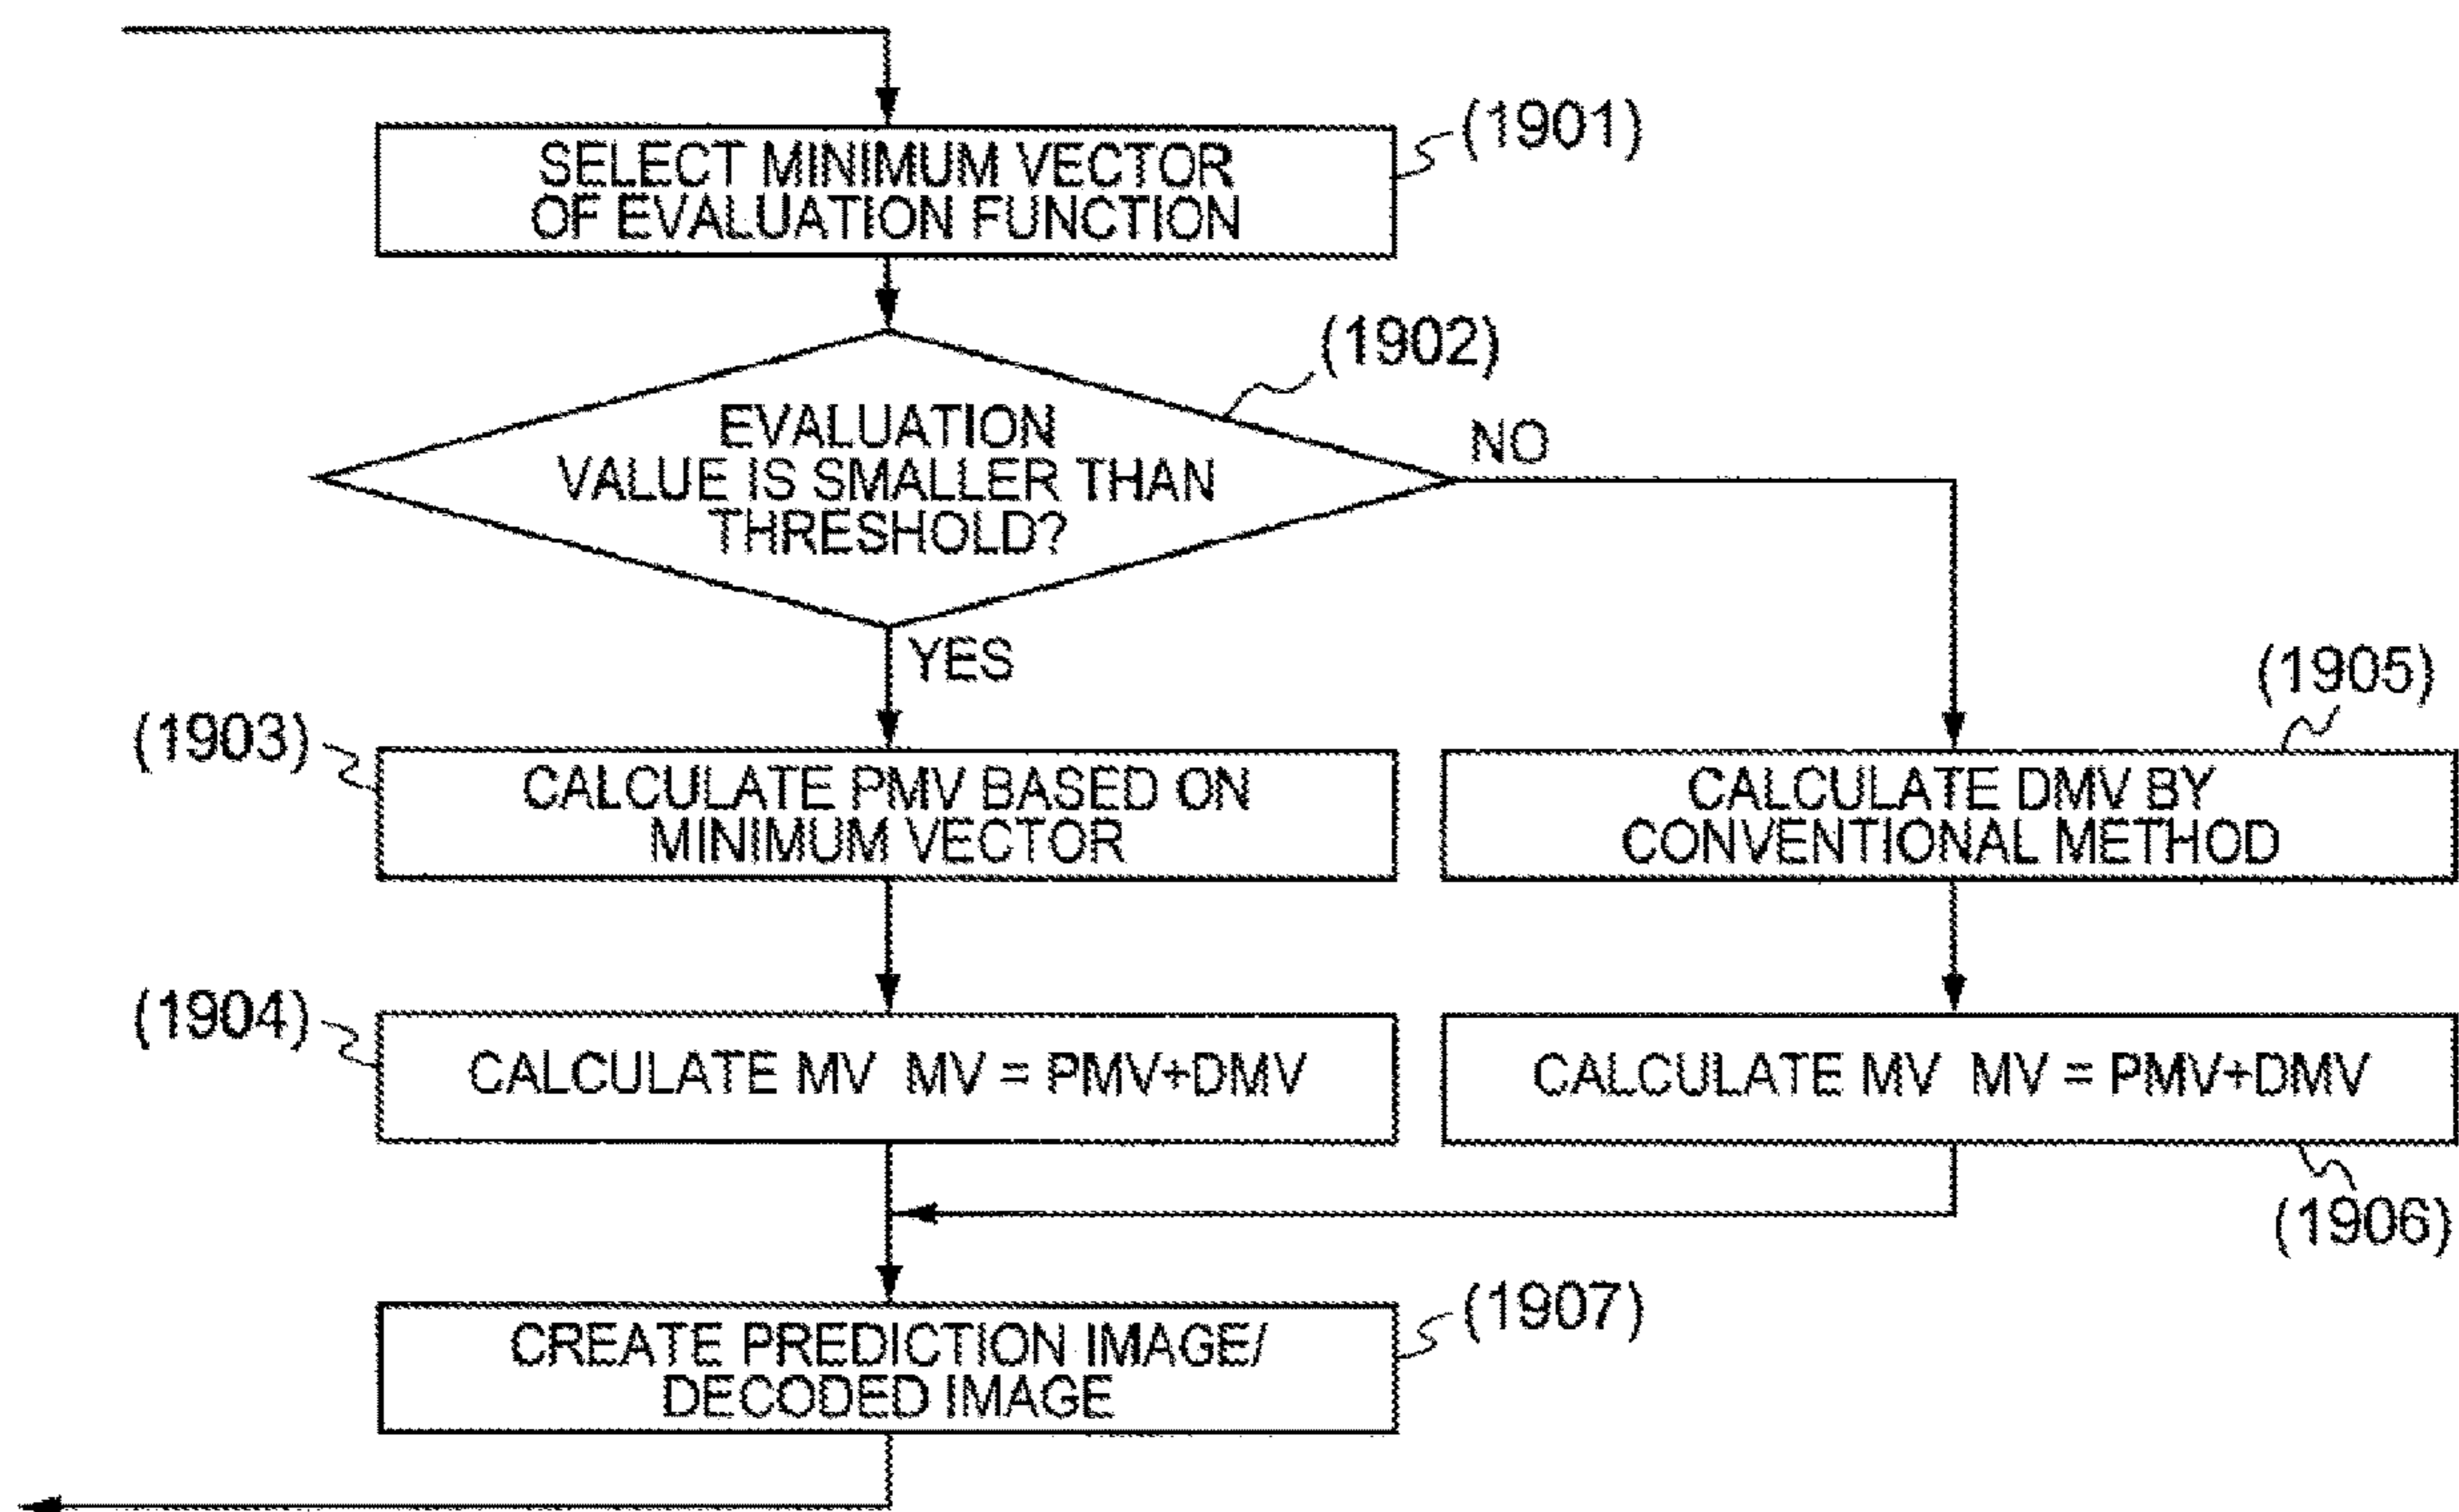 (1901)
SELECT MINIMUM VECTOR
OF EVALUATION FUNCTION
(1902)
EVALUATION
VALUE IS SMALLER THAN
THRESHOLD?
NO
YES
(1903)
CALCULATE PMV BASED ON
MINIMUM VECTOR
(1905)
CALCULATE DMV BY
CONVENTIONAL METHOD
(1904)
CALCULATE MV MV = PMV+DMV
CALCULATE MV MV = PMV+DMV
(1906)
(1907)
CREATE PREDICTION IMAGE/
DECODED IMAGE